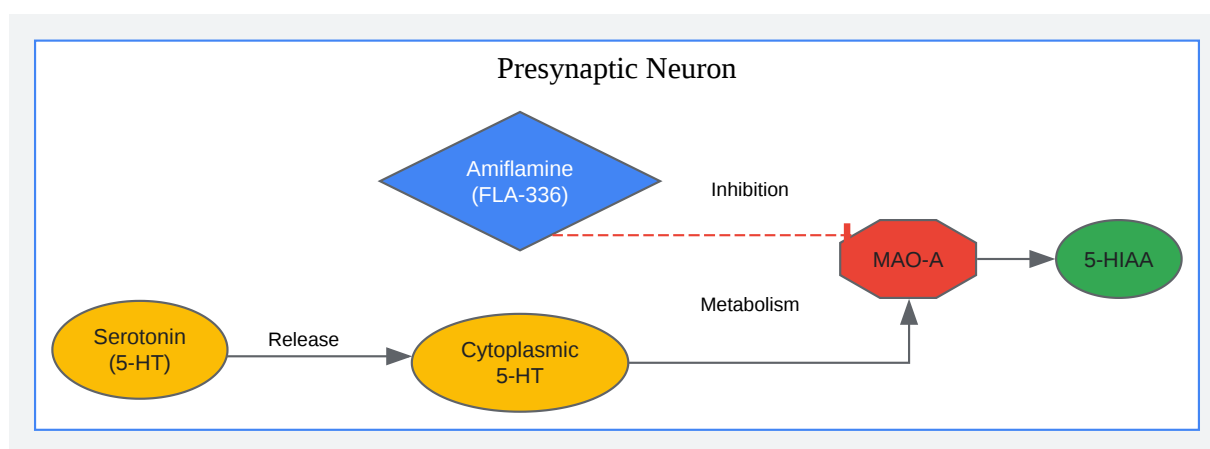 Presynaptic Neuron
Amiflamine
(FLA-336)
Inhibition
MAO-A
5-HIAA
Metabolism
Serotonin
(5-HT)
Release
Cytoplasmic
5-HT